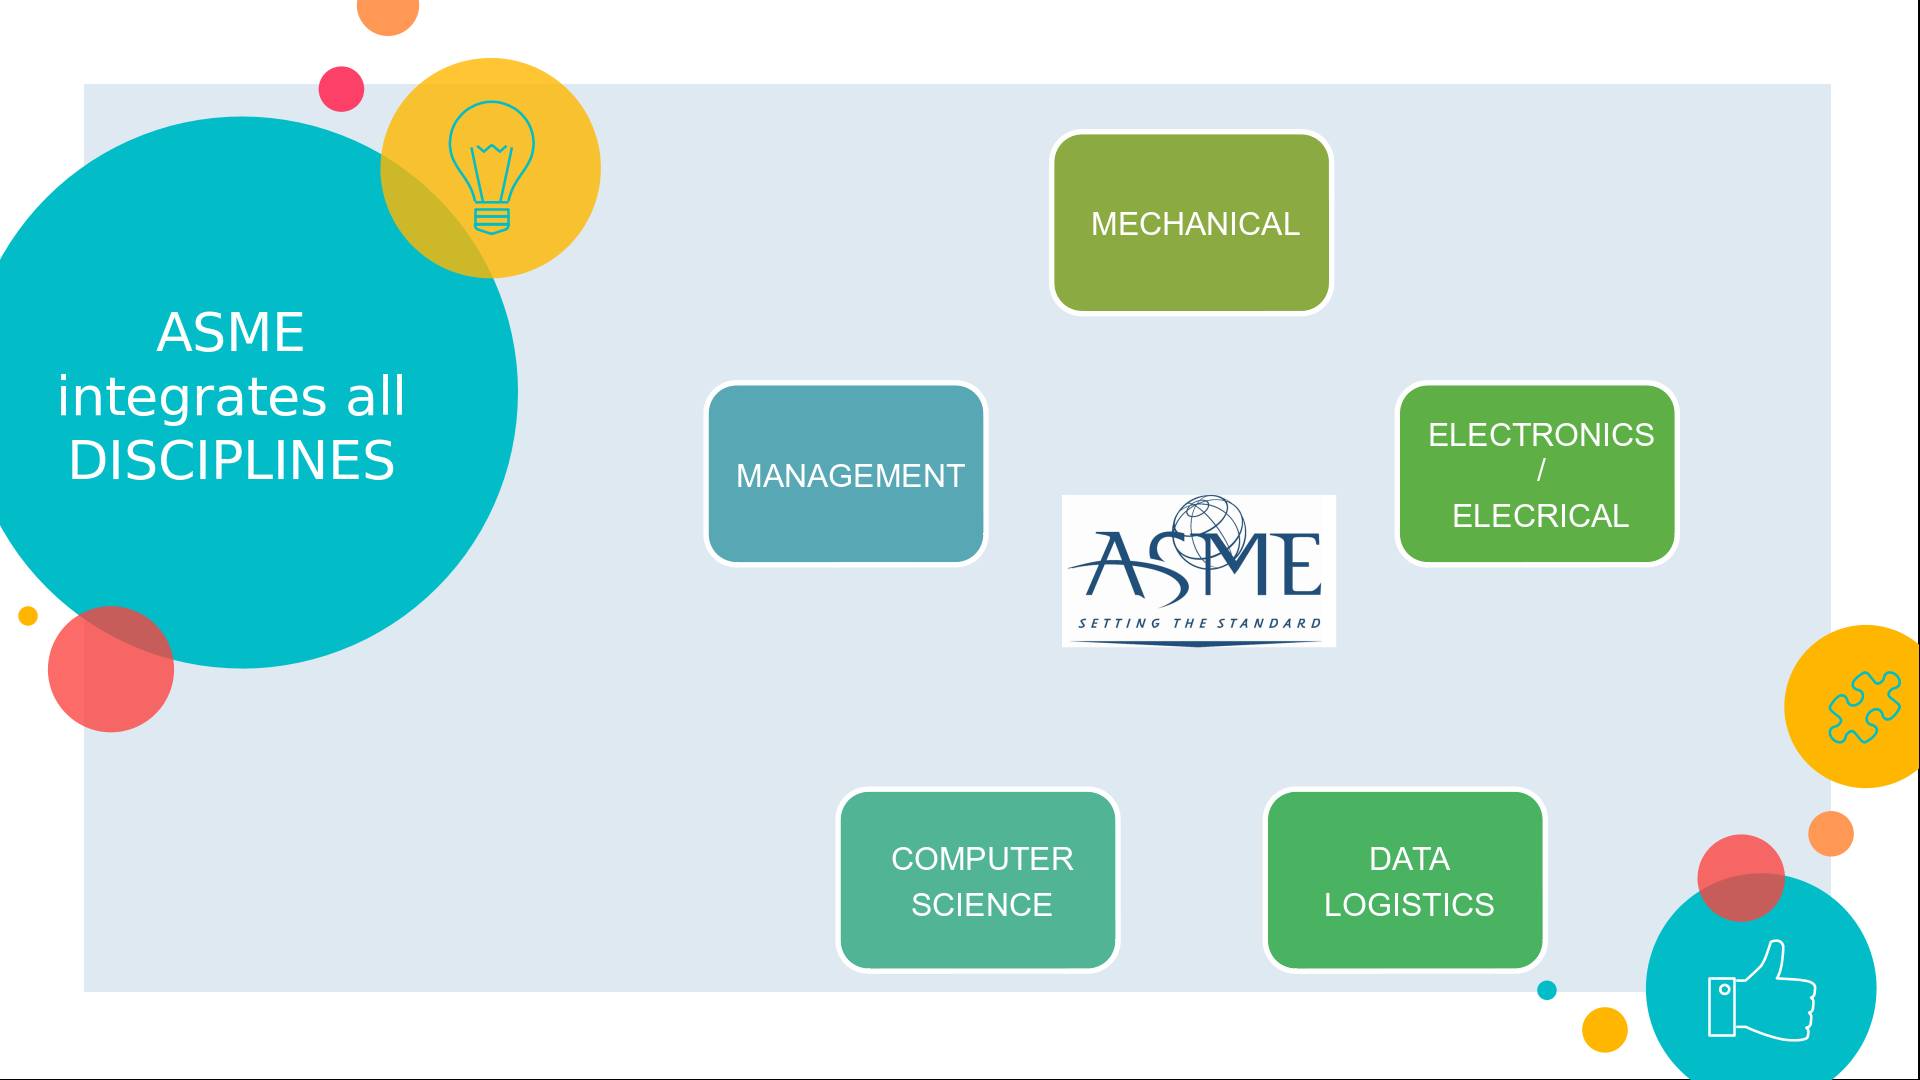 ASME
integrates all
DISCIPLINES
MECHANICAL
MANAGEMENT
ELECTRONICS
/
ELECRICAL
ASME
SETTING THE STANDARD
COMPUTER
SCIENCE
DATA
LOGISTICS